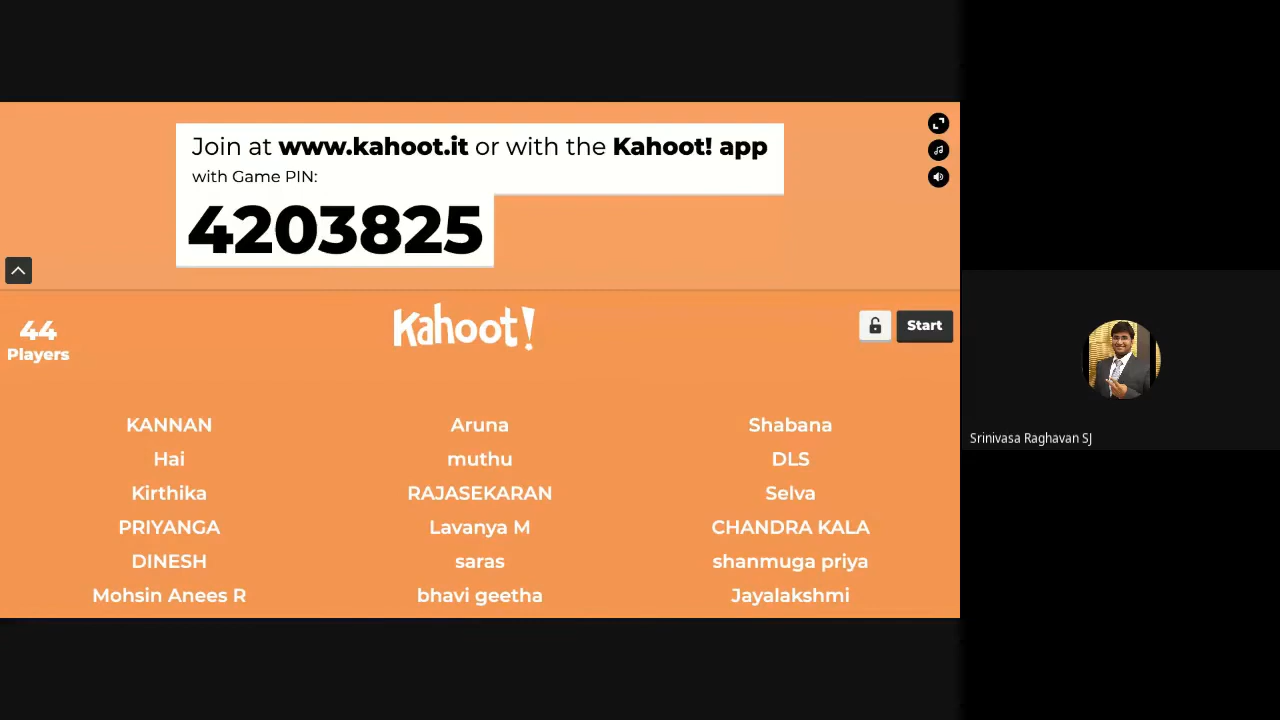 Join at www.kahoot.it or with the Kahoot! app
with Game PIN:
4203825
44
Players
Kahoot!
Start
KANNAN Aruna Shabana
Hai muthu DLS
Kirthika RAJASEKARAN Selva
PRIYANGA Lavanya M CHANDRA KALA
DINESH saras shanmuga priya
Mohsin Anees R bhavi geetha Jayalakshmi
Srinivasa Raghavan SJ